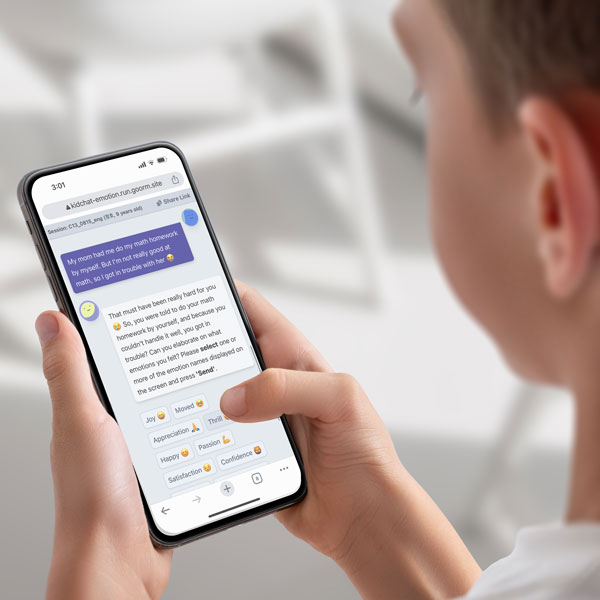 3:01
kidchat-emotion.run.goorm.site
Session: C13_0815_eng (응호, 9 years old) Share Link
My mom had me do my math homework
by myself. But I'm not really good at
math, so I got in trouble with her 😢
That must have been really hard for you
😢 So, you were told to do your math
homework by yourself, and because you
couldn't handle it well, you got in
trouble? Can you elaborate on what
emotions you felt? Please select one or
more of the emotion names displayed on
the screen and press 'Send'.
Joy 😄 Moved 🥹
Appreciation 🙏 Thrill
Happy 😊 Passion 💪
Satisfaction 😌 Confidence 😆